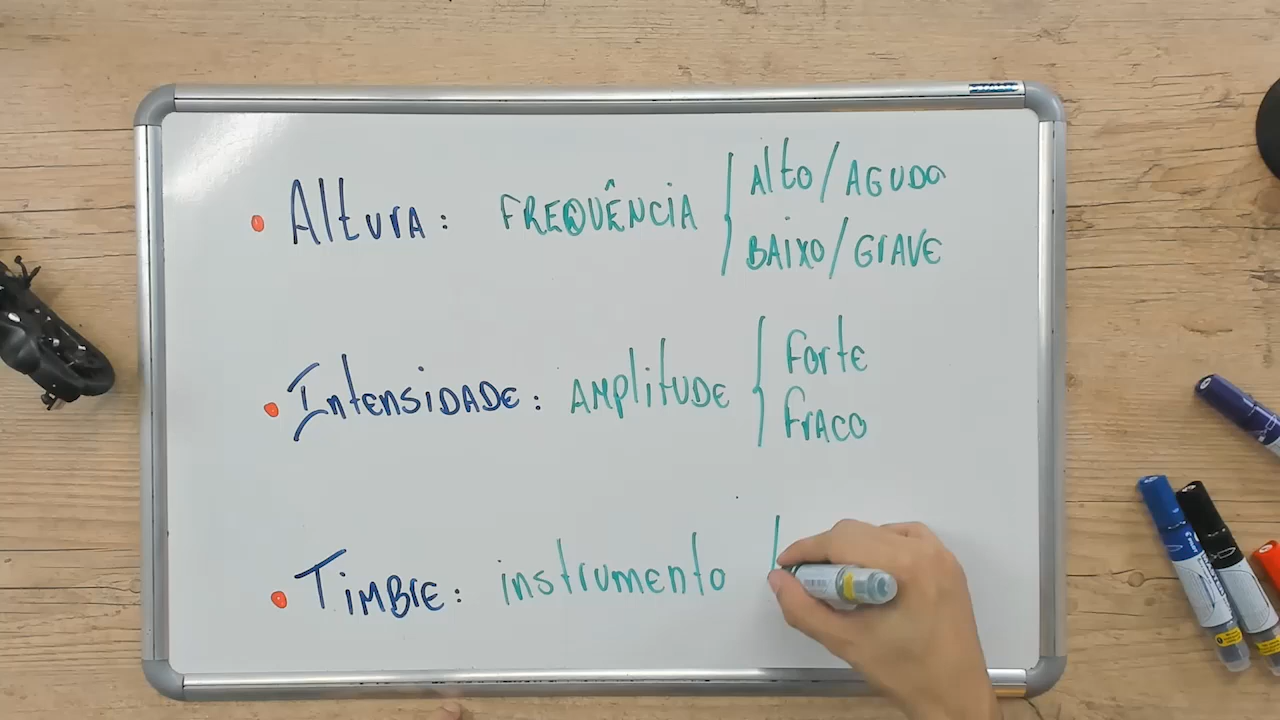 • Altura: FREQUÊNCIA { Alto/AGUDO
BAIXO/GRAVE
• Intensidade: Amplitude { Forte
Fraco
• Timbre: instrumento